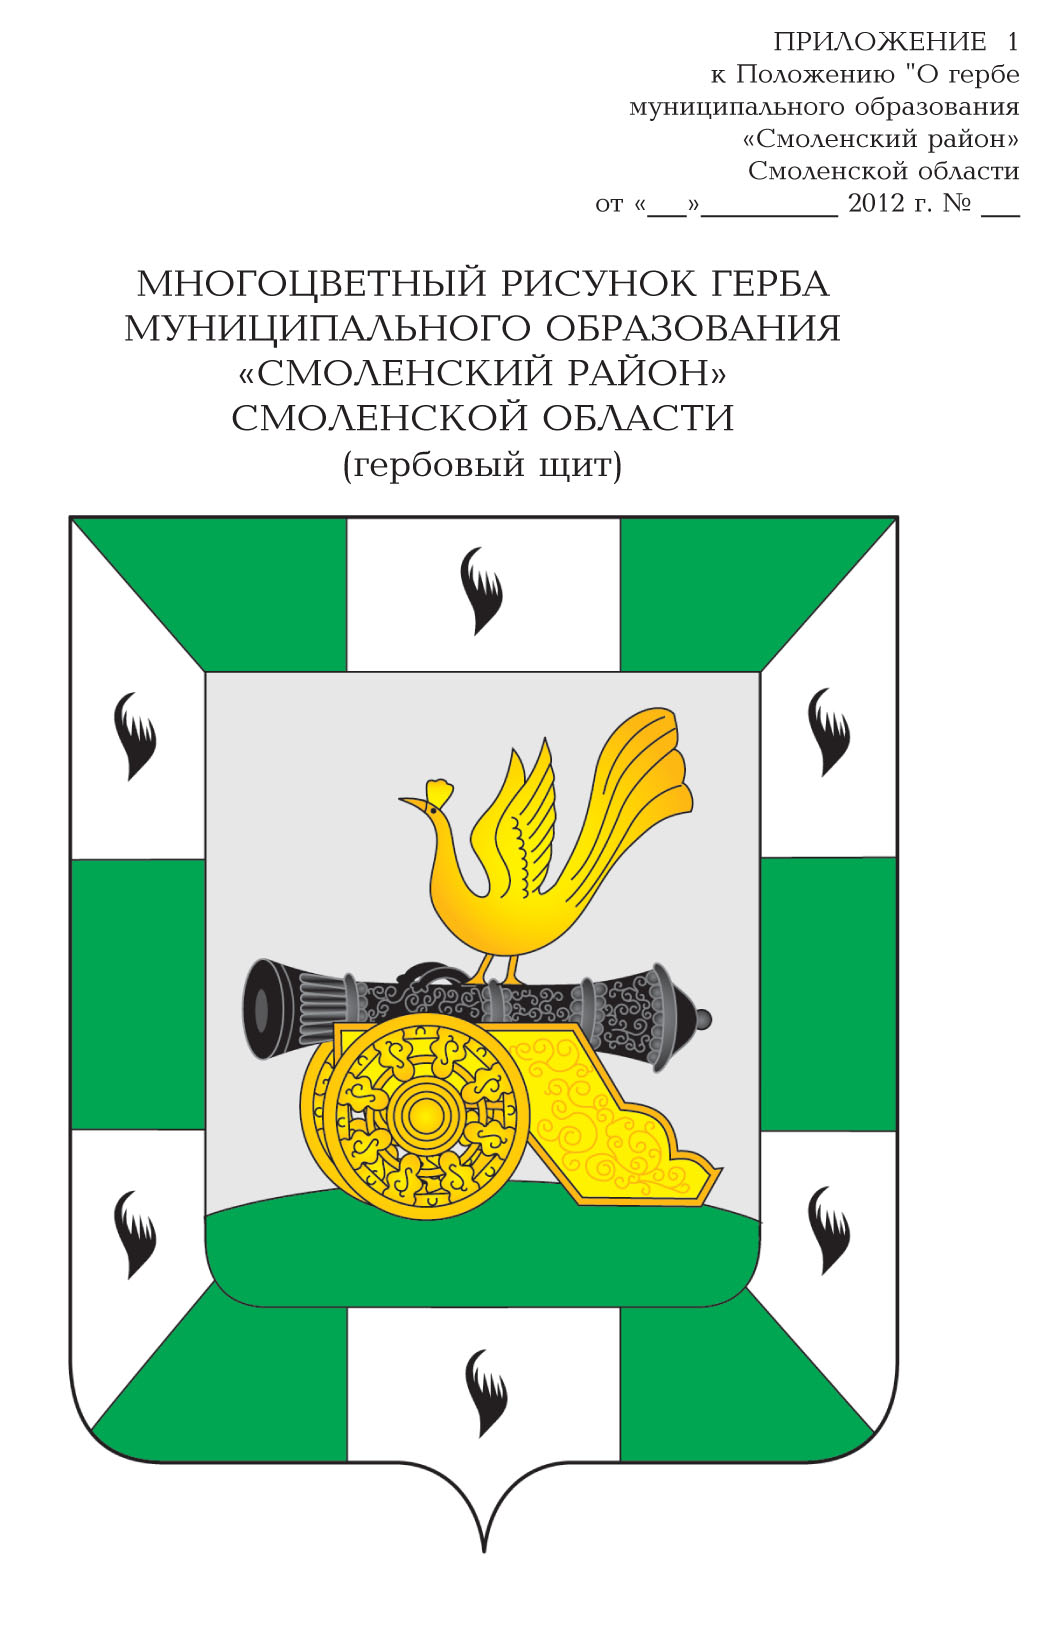 ПРИЛОЖЕНИЕ 1
к Положению "О гербе
муниципального образования
«Смоленский район»
Смоленской области
от «___»__________ 2012 г. № ___
МНОГОЦВЕТНЫЙ РИСУНОК ГЕРБА
МУНИЦИПАЛЬНОГО ОБРАЗОВАНИЯ
«СМОЛЕНСКИЙ РАЙОН»
СМОЛЕНСКОЙ ОБЛАСТИ
(гербовый щит)